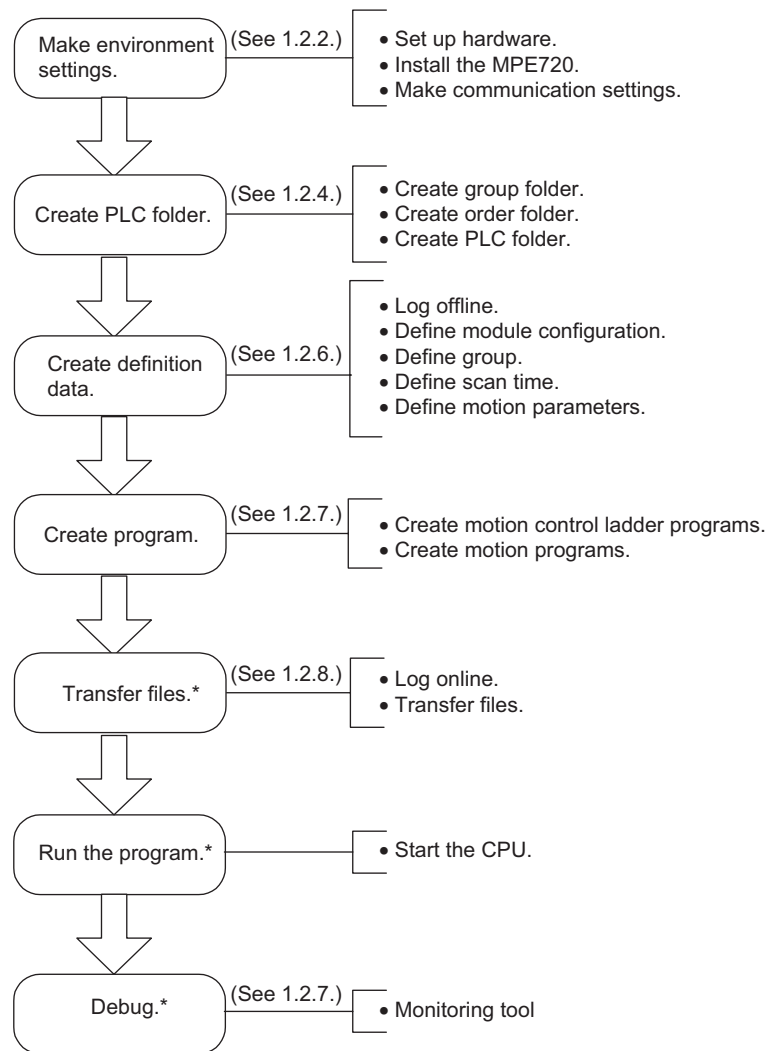 Make environment
settings.
(See 1.2.2.)
• Set up hardware.
• Install the MPE720.
• Make communication settings.
Create PLC folder.
(See 1.2.4.)
• Create group folder.
• Create order folder.
• Create PLC folder.
Create definition
data.
(See 1.2.6.)
• Log offline.
• Define module configuration.
• Define group.
• Define scan time.
• Define motion parameters.
Create program.
(See 1.2.7.)
• Create motion control ladder programs.
• Create motion programs.
Transfer files.*
(See 1.2.8.)
• Log online.
• Transfer files.
Run the program.*
• Start the CPU.
Debug.*
(See 1.2.7.)
• Monitoring tool